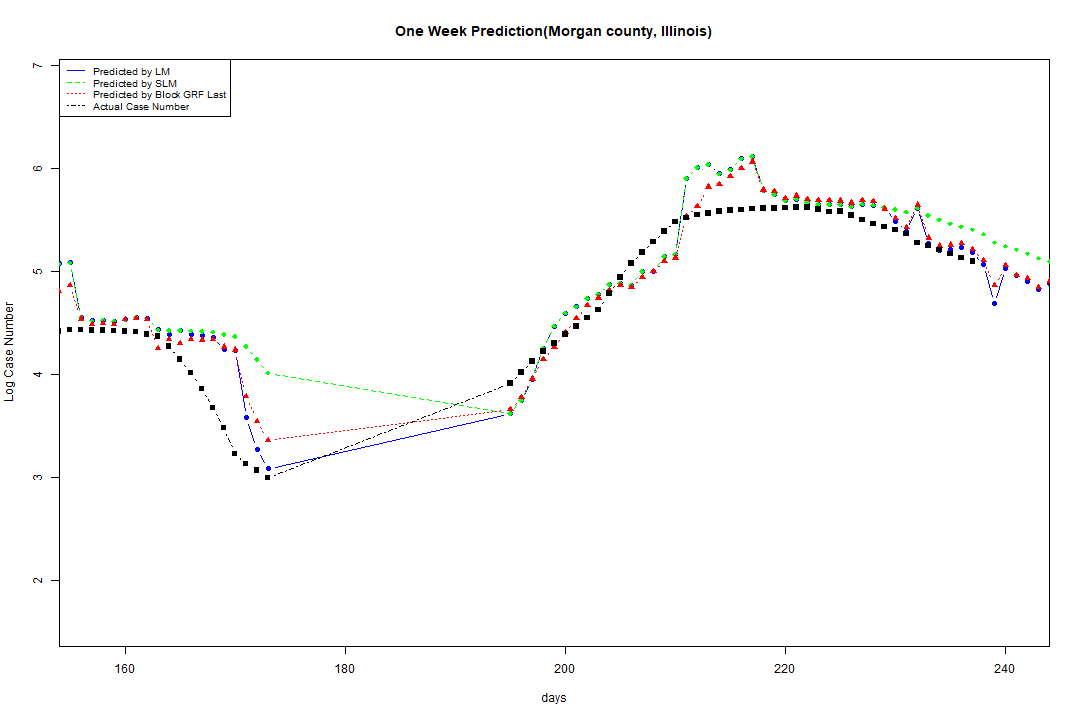 One Week Prediction(Morgan county, Illinois)
Predicted by LM
Predicted by SLM
Predicted by Block GRF Last
Actual Case Number
7
6
5
4
3
2
Log Case Number
160 180 200 220 240
days